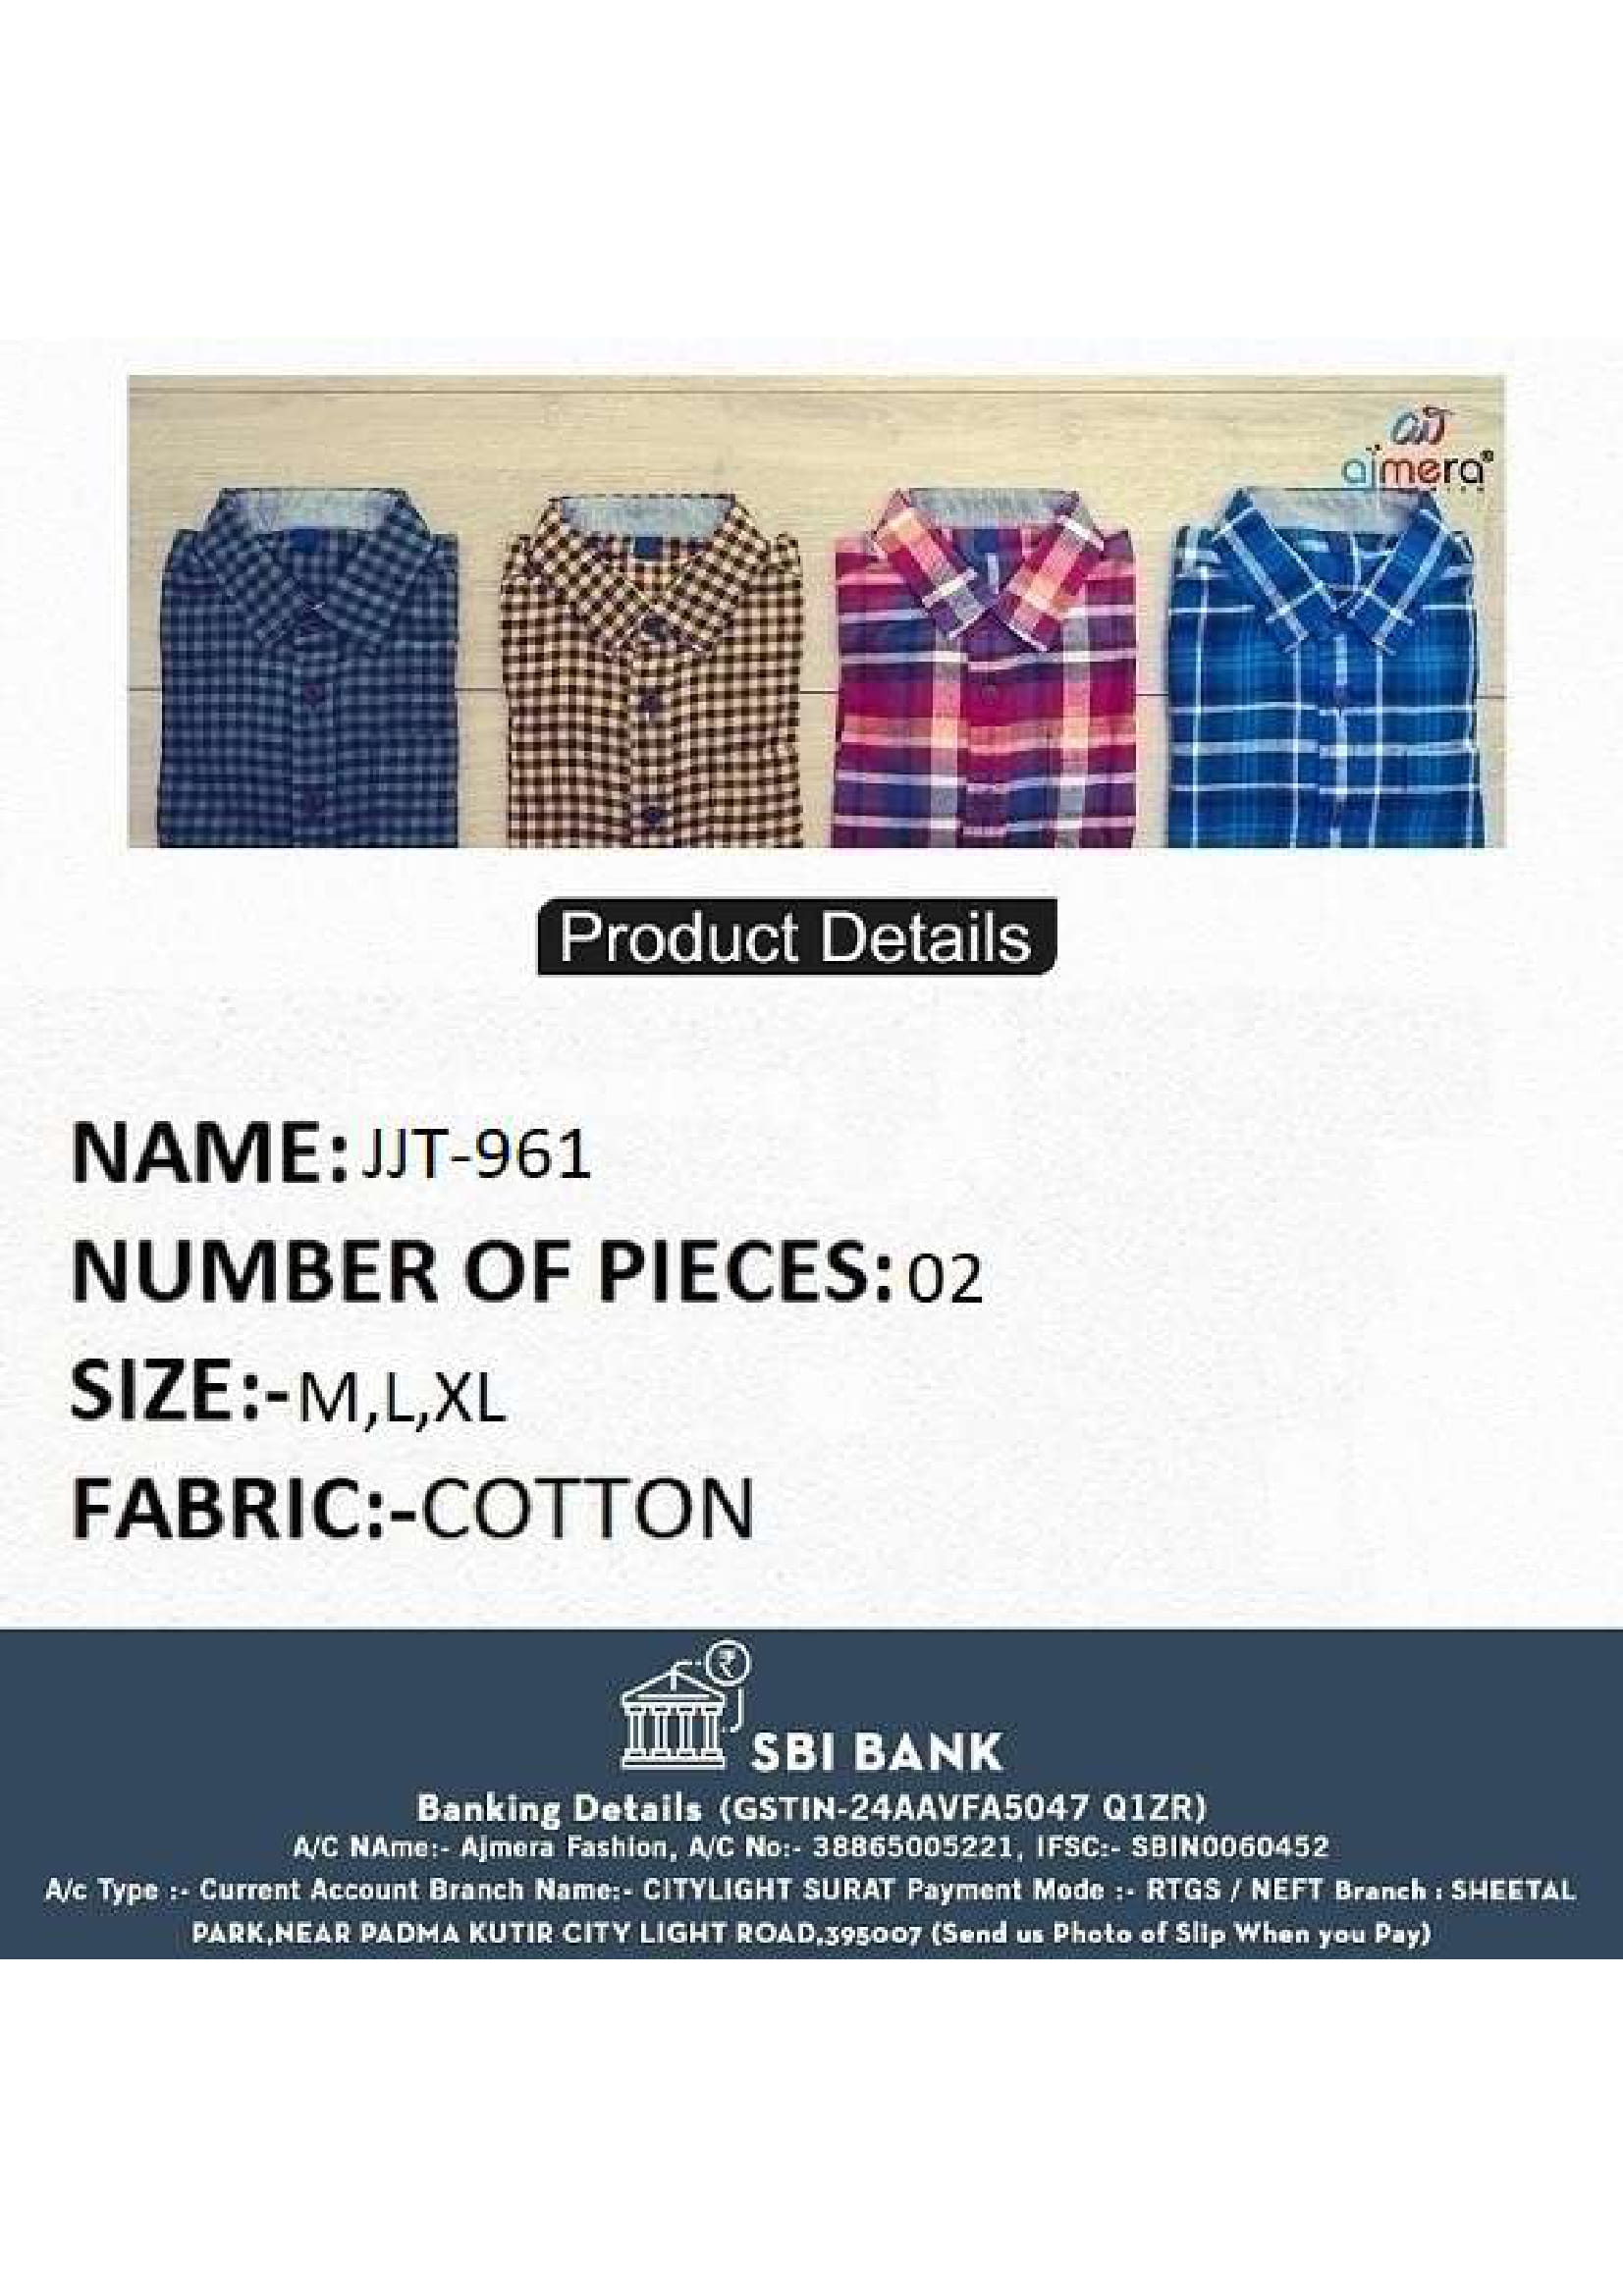 ajmera®
Product Details
NAME: JJT-961
NUMBER OF PIECES: 02
SIZE:-M,L,XL
FABRIC:-COTTON
₹
SBI BANK
Banking Details (GSTIN-24AAVFA5047 Q1ZR)
A/C NAme:- Ajmera Fashion, A/C No:- 38865005221, IFSC:- SBIN0060452
A/c Type :- Current Account Branch Name:- CITYLIGHT SURAT Payment Mode :- RTGS / NEFT Branch : SHEETAL
PARK,NEAR PADMA KUTIR CITY LIGHT ROAD,395007 (Send us Photo of Slip When you Pay)